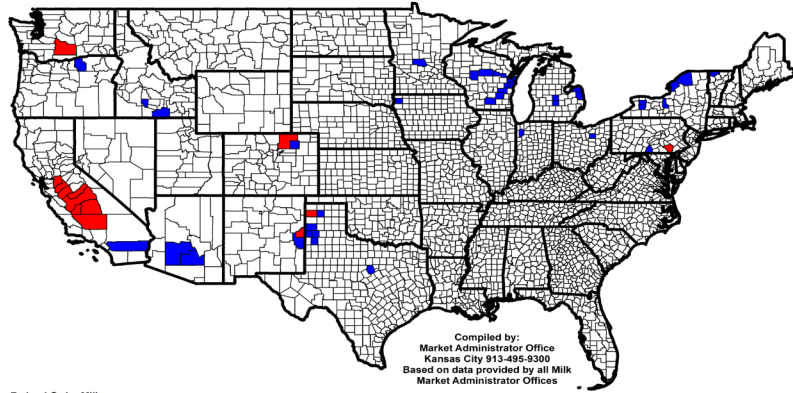 Compiled by:
Market Administrator Office
Kansas City 913-495-9300
Based on data provided by all Milk
Market Administrator Offices